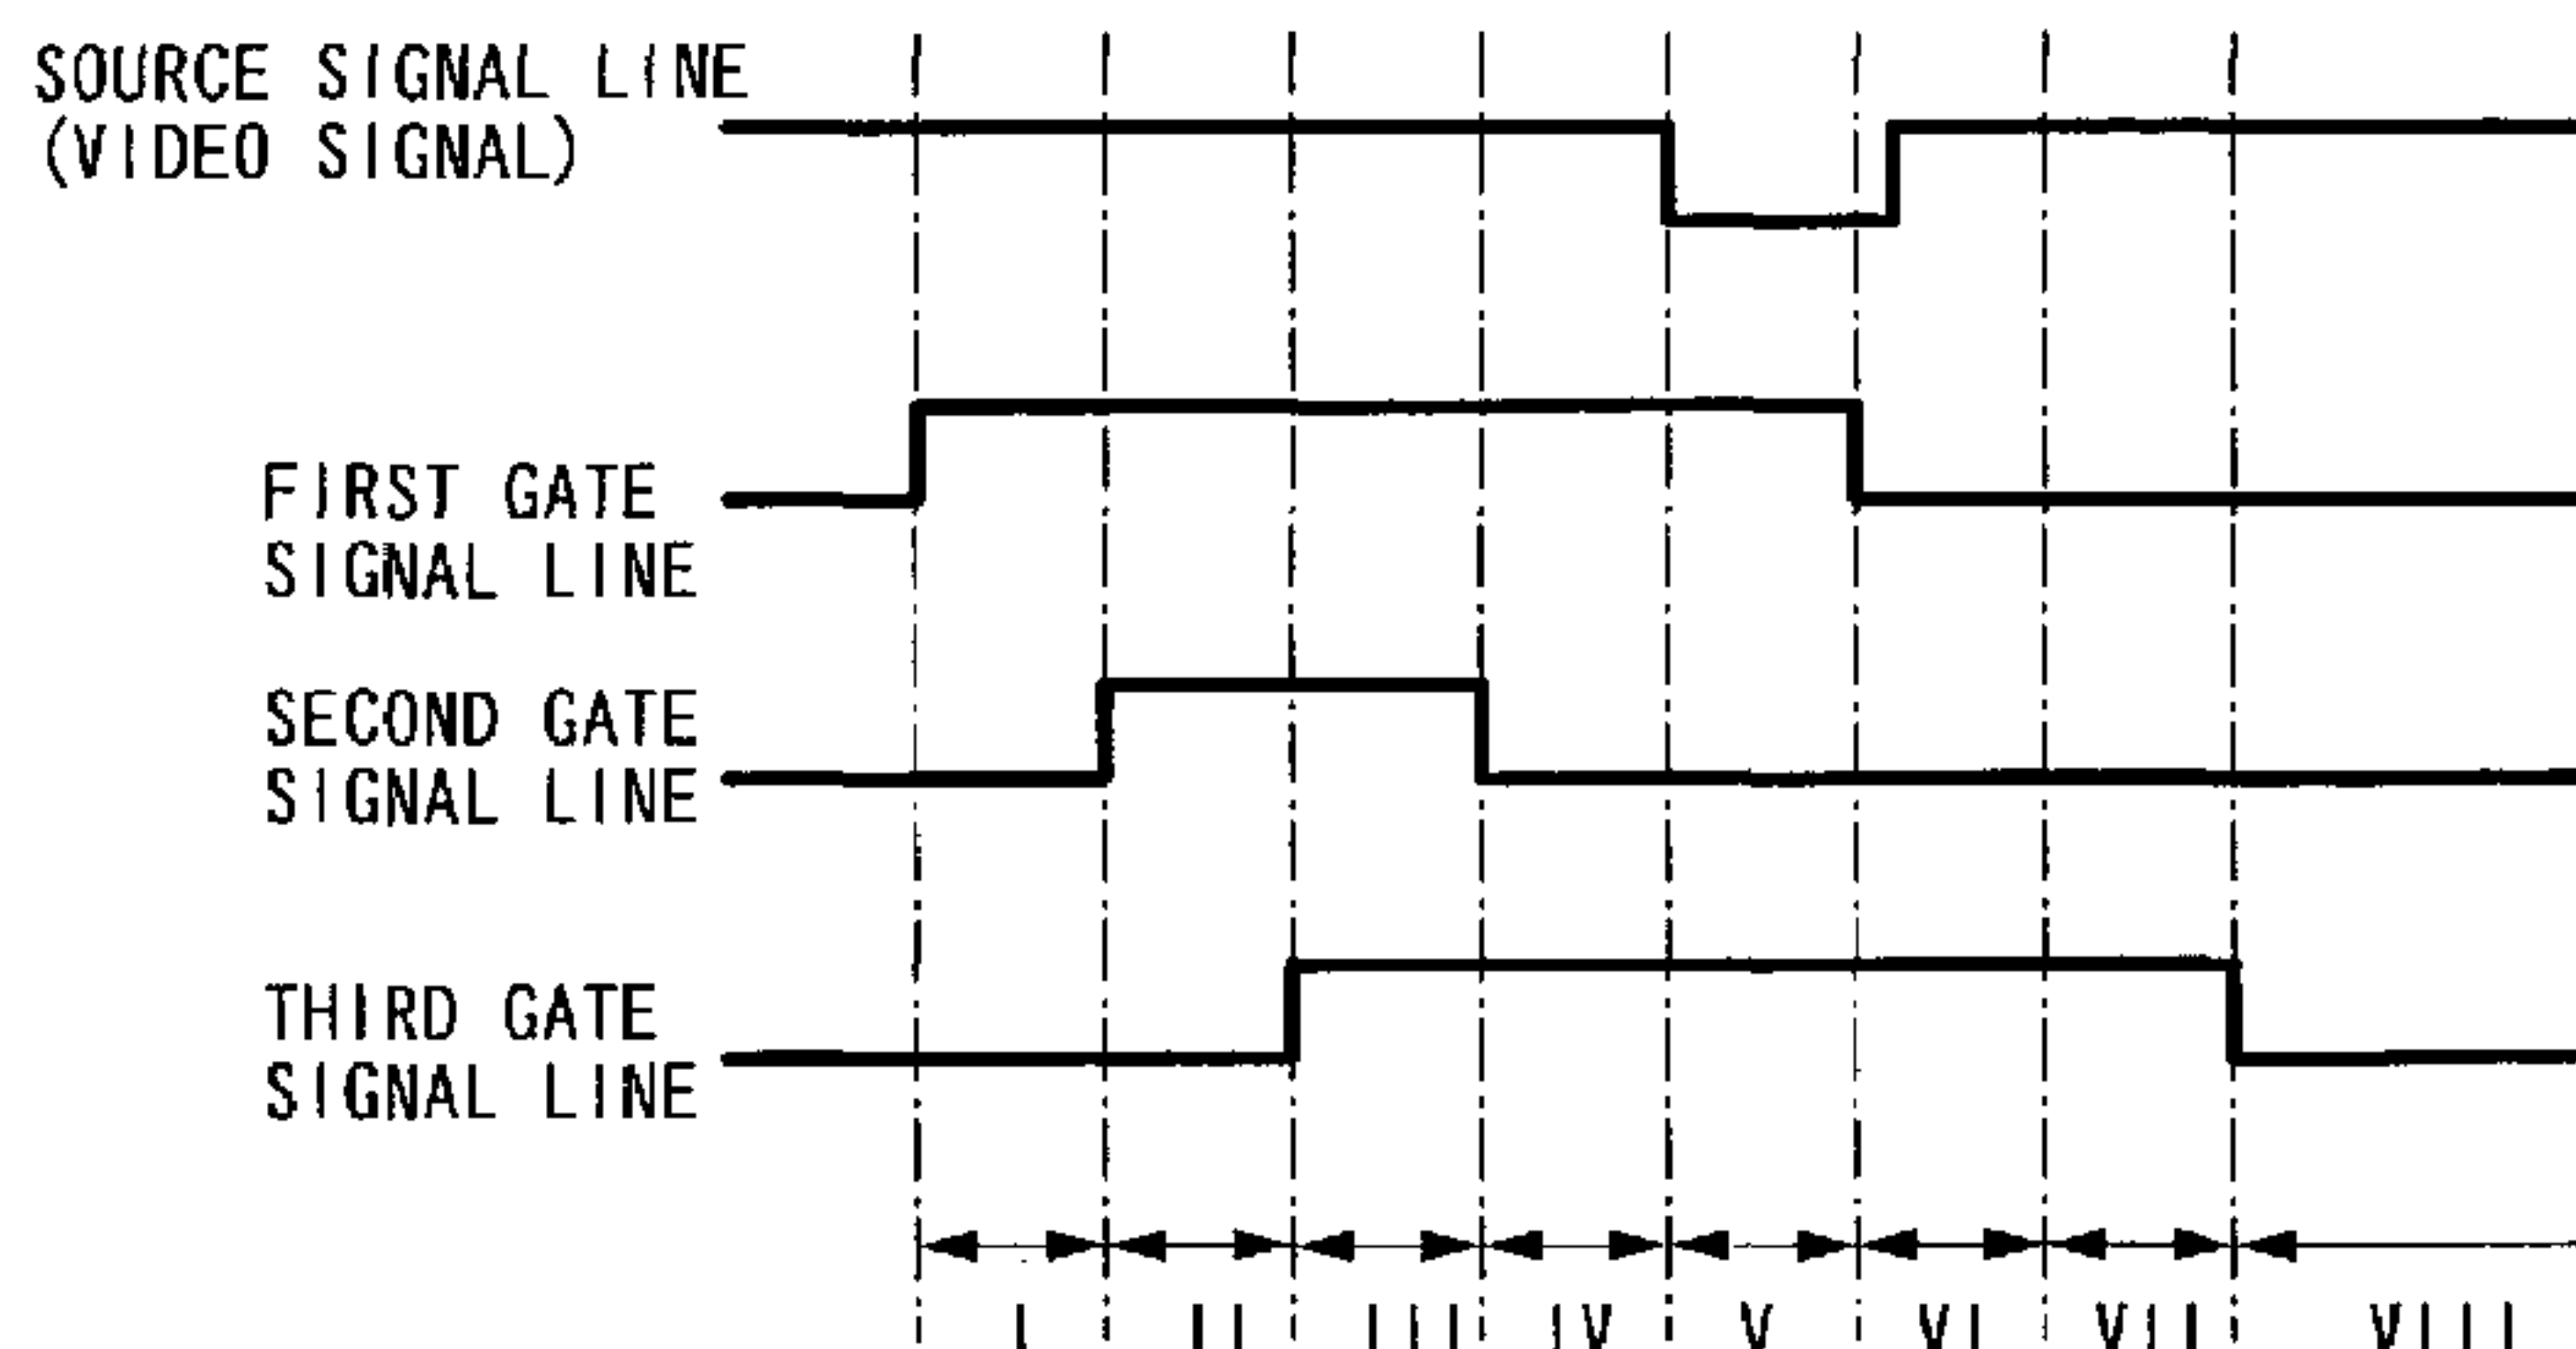 SOURCE SIGNAL LINE
(VIDEO SIGNAL)
FIRST GATE
SIGNAL LINE
SECOND GATE
SIGNAL LINE
THIRD GATE
SIGNAL LINE
I II III IV V VI VII VIII